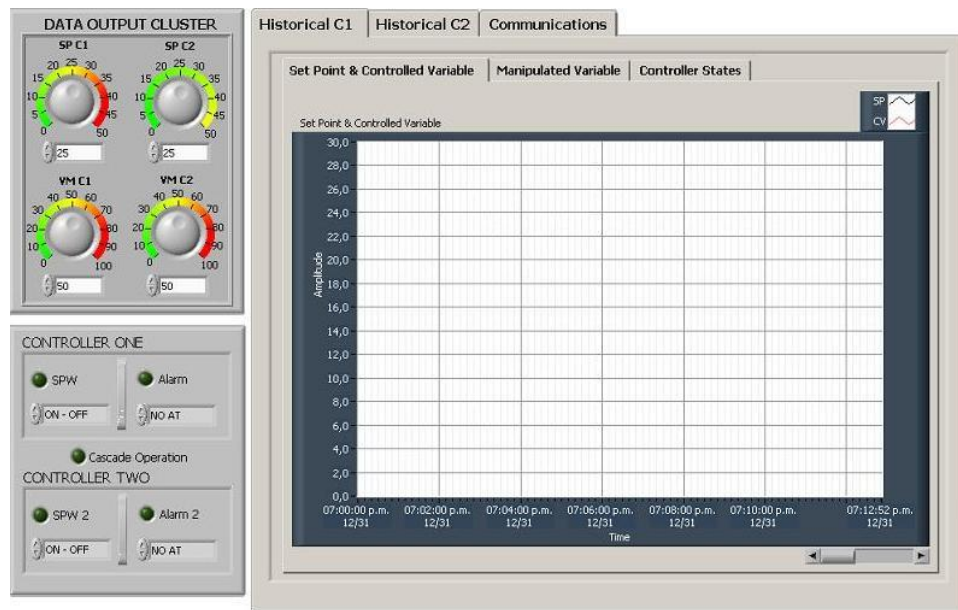 DATA OUTPUT CLUSTER
SP C1 SP C2
20 25 30
15 35
10 40
5 45
0 50
25
20 25 30
15 35
10 40
5 45
0 50
25
VM C1 VM C2
40 50 60
30 70
20 80
10 90
0 100
50
40 50 60
30 70
20 80
10 90
0 100
50
CONTROLLER ONE
SPW Alarm
ON - OFF NO AT
Cascade Operation
CONTROLLER TWO
SPW 2 Alarm 2
ON - OFF NO AT
Historical C1 Historical C2 Communications
Set Point & Controlled Variable Manipulated Variable Controller States
SP
CV
Set Point & Controlled Variable
30,0
28,0
26,0
24,0
22,0
20,0
18,0
16,0
14,0
12,0
10,0
8,0
6,0
4,0
2,0
0,0
Amplitude
07:00:00 p.m. 07:02:00 p.m. 07:04:00 p.m. 07:06:00 p.m. 07:08:00 p.m. 07:10:00 p.m. 07:12:52 p.m.
12/31 12/31 12/31 12/31 12/31 12/31 12/31
Time